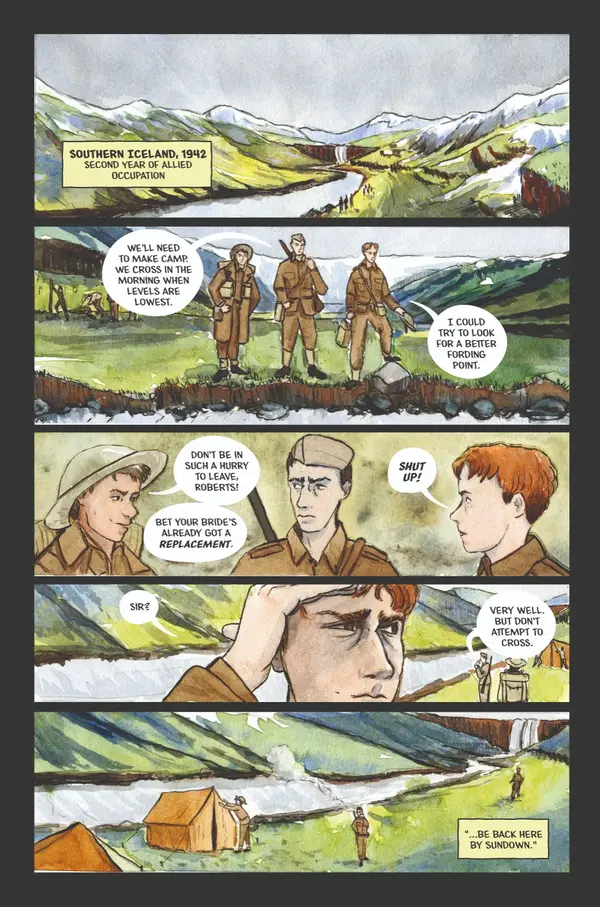 SOUTHERN ICELAND, 1942
SECOND YEAR OF ALLIED
OCCUPATION
WE'LL NEED
TO MAKE CAMP.
WE CROSS IN THE
MORNING WHEN
LEVELS ARE
LOWEST.
I COULD
TRY TO LOOK
FOR A BETTER
FORDING
POINT.
DON'T BE IN
SUCH A HURRY
TO LEAVE,
ROBERTS!
BET YOUR BRIDE'S
ALREADY GOT A
REPLACEMENT.
SHUT
UP!
SIR?
VERY WELL.
BUT DON'T
ATTEMPT TO
CROSS.
"...BE BACK HERE
BY SUNDOWN."